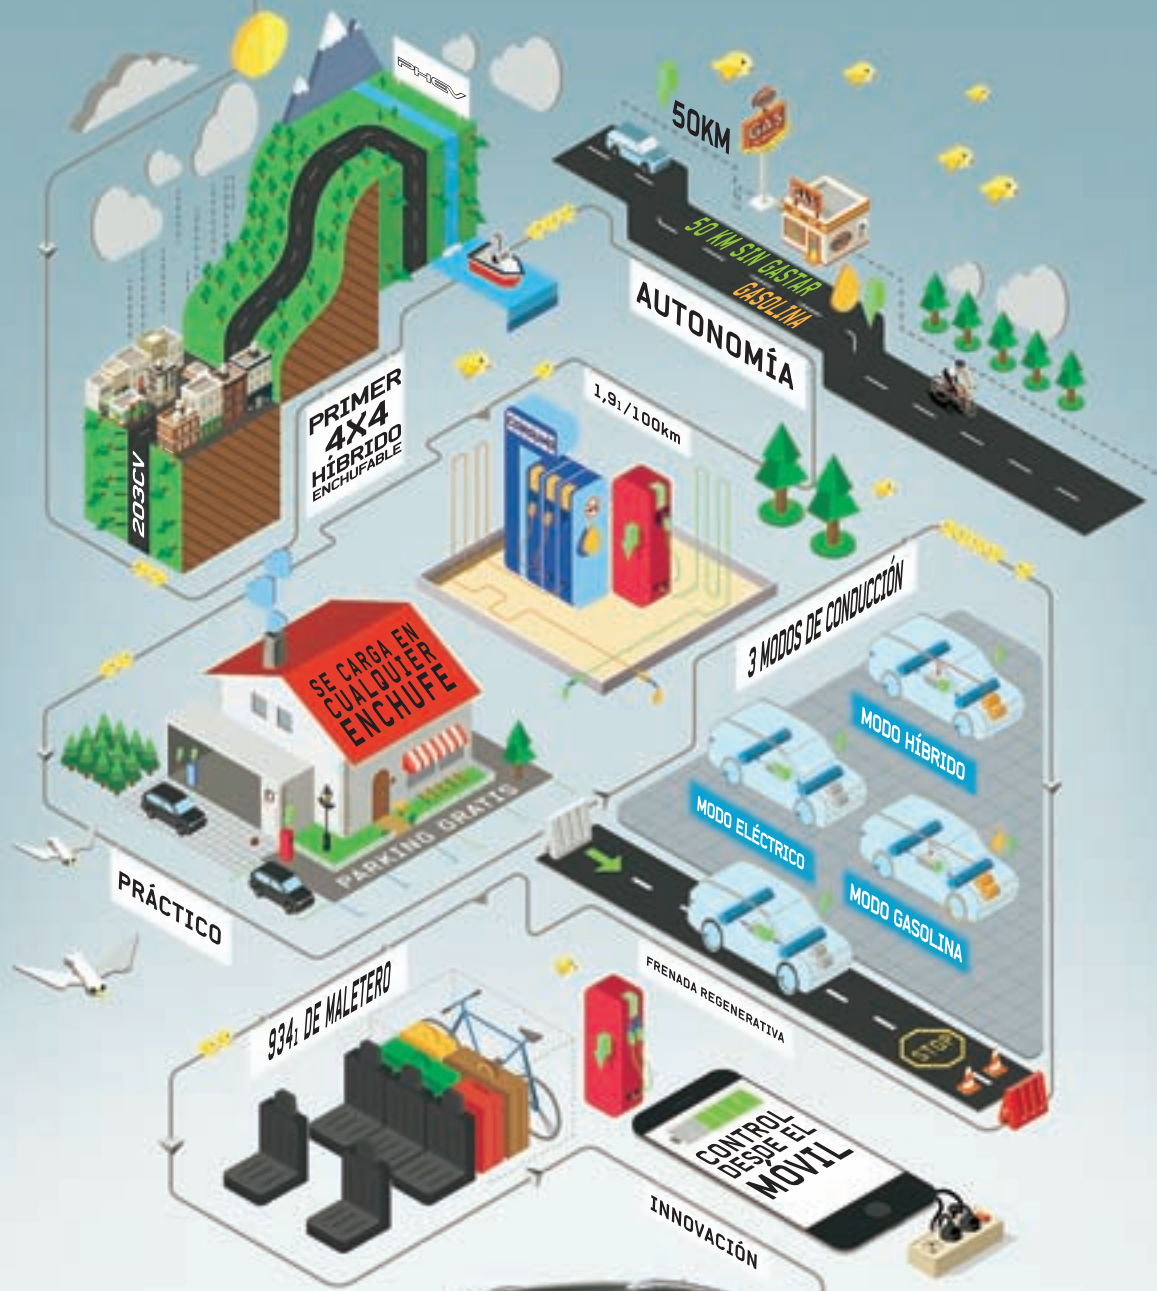 PHEV
50KM
GAS
50 KM SIN GASTAR
GASOLINA
AUTONOMÍA
PRIMER
4X4
HÍBRIDO
ENCHUFABLE
203CV
1,9l/100km
3 MODOS DE CONDUCCIÓN
MODO HÍBRIDO
MODO ELÉCTRICO
MODO GASOLINA
SE CARGA EN
CUALQUIER
ENCHUFE
PARKING GRATIS
PRÁCTICO
FRENADA REGENERATIVA
STOP
934l DE MALETERO
CONTROL
DESDE EL
MÓVIL
INNOVACIÓN